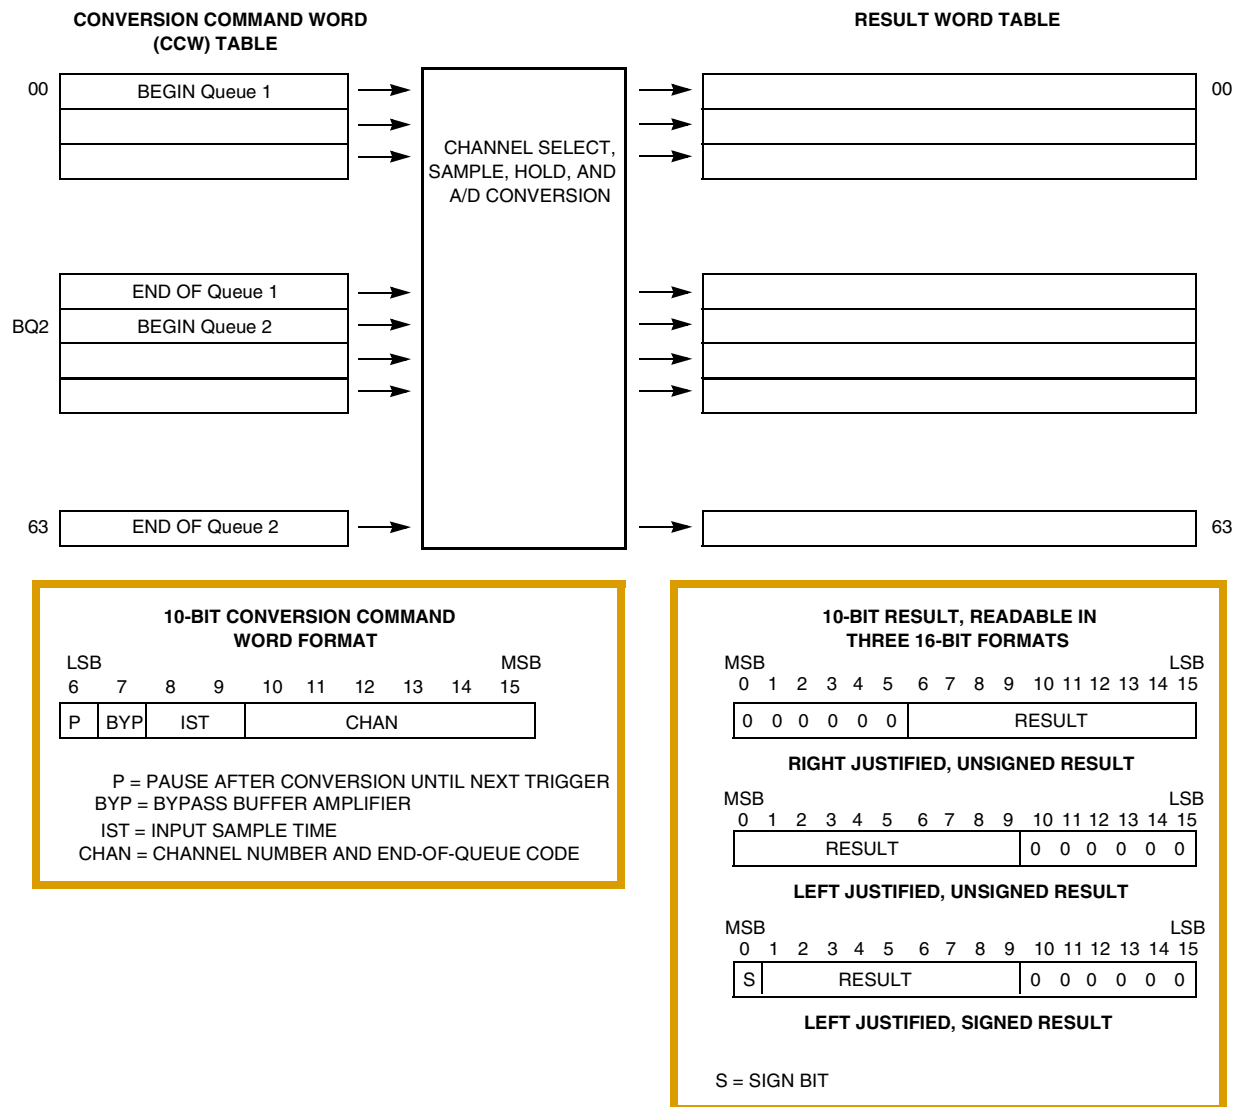 CONVERSION COMMAND WORD
(CCW) TABLE
RESULT WORD TABLE
00 BEGIN Queue 1 00
CHANNEL SELECT,
SAMPLE, HOLD, AND
A/D CONVERSION
END OF Queue 1
BQ2 BEGIN Queue 2
63 END OF Queue 2 63
10-BIT CONVERSION COMMAND
WORD FORMAT
LSB MSB
6 7 8 9 10 11 12 13 14 15
P BYP IST CHAN
P = PAUSE AFTER CONVERSION UNTIL NEXT TRIGGER
BYP = BYPASS BUFFER AMPLIFIER
IST = INPUT SAMPLE TIME
CHAN = CHANNEL NUMBER AND END-OF-QUEUE CODE
10-BIT RESULT, READABLE IN
THREE 16-BIT FORMATS
MSB LSB
0 1 2 3 4 5 6 7 8 9 10 11 12 13 14 15
0 0 0 0 0 0 RESULT
RIGHT JUSTIFIED, UNSIGNED RESULT
MSB LSB
0 1 2 3 4 5 6 7 8 9 10 11 12 13 14 15
RESULT 0 0 0 0 0 0
LEFT JUSTIFIED, UNSIGNED RESULT
MSB LSB
0 1 2 3 4 5 6 7 8 9 10 11 12 13 14 15
S RESULT 0 0 0 0 0 0
LEFT JUSTIFIED, SIGNED RESULT
S = SIGN BIT